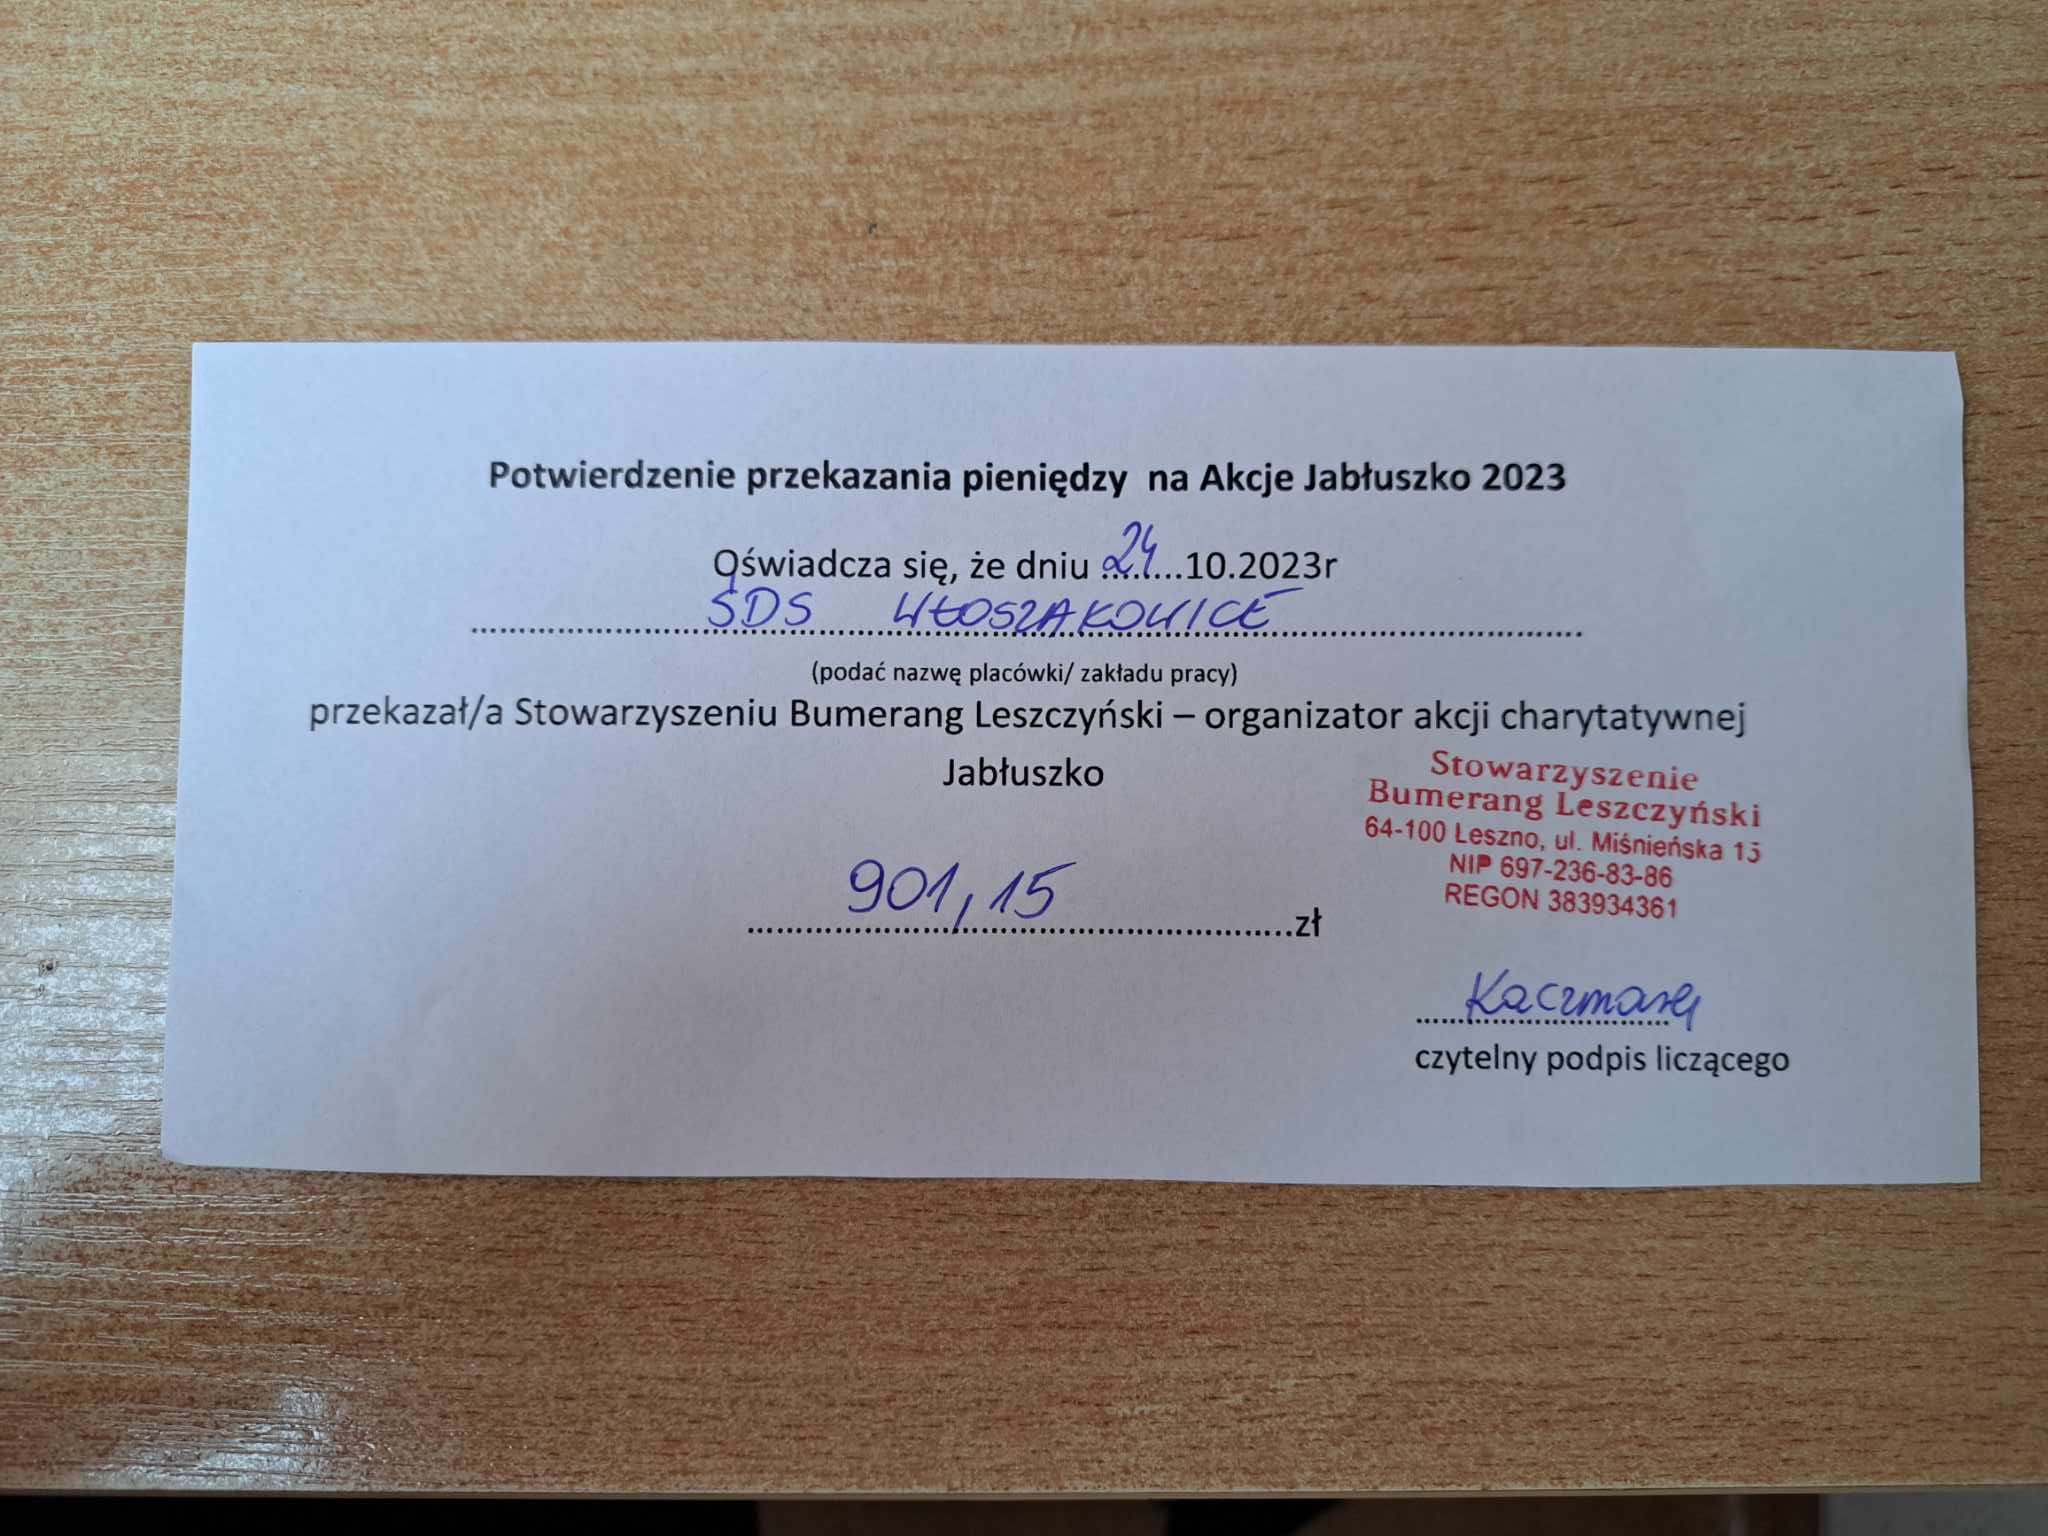 Potwierdzenie przekazania pieniędzy na Akcje Jabłuszko 2023
Oświadcza się, że dniu 24.......10.2023r
ŚDS WŁOSZAKOWICE
(podać nazwę placówki/ zakładu pracy)
przekazał/a Stowarzyszeniu Bumerang Leszczyński – organizator akcji charytatywnej
Jabłuszko
Stowarzyszenie
Bumerang Leszczyński
64-100 Leszno, ul. Miśnieńska 15
NIP 697-236-83-86
REGON 383934361
901,15 zł
Kaczmarek
czytelny podpis liczącego